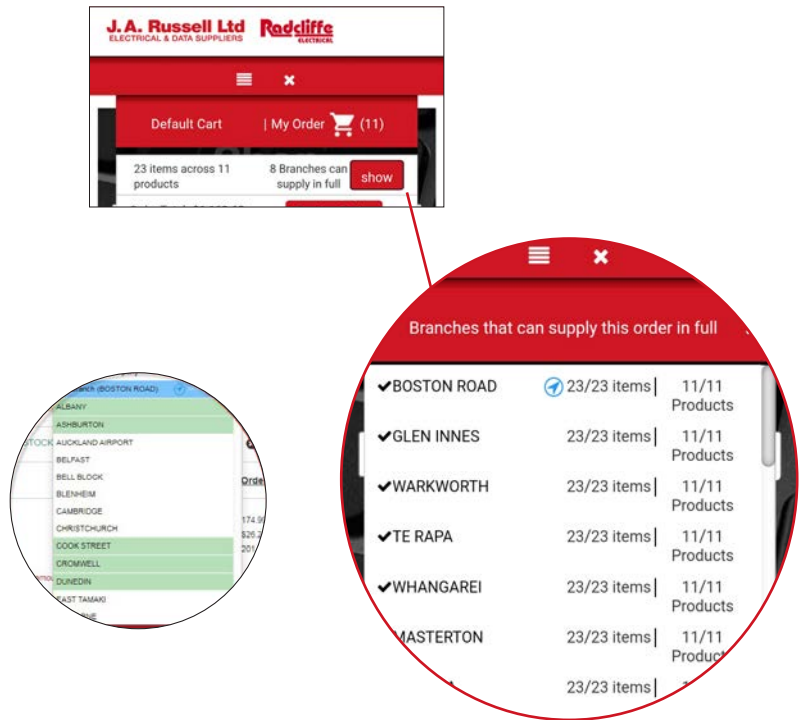 J.A. Russell Ltd
ELECTRICAL & DATA SUPPLIERS
Radcliffe
ELECTRICAL
Default Cart | My Order (11)
23 items across 11
products
8 Branches can
supply in full
show
Branches that can supply this order in full
BOSTON ROAD 23/23 items 11/11
Products
GLEN INNES 23/23 items 11/11
Products
WARKWORTH 23/23 items 11/11
Products
TE RAPA 23/23 items 11/11
Products
WHANGAREI 23/23 items 11/11
Products
MASTERTON 23/23 items 11/11
23/23 items
(BOSTON ROAD)
ALBANY
ASHBURTON
AUCKLAND AIRPORT
BELFAST
BELL BLOCK
BLENHEIM
CAMBRIDGE
CHRISTCHURCH
COOK STREET
CROMWELL
DUNEDIN
EAST TAMAKI